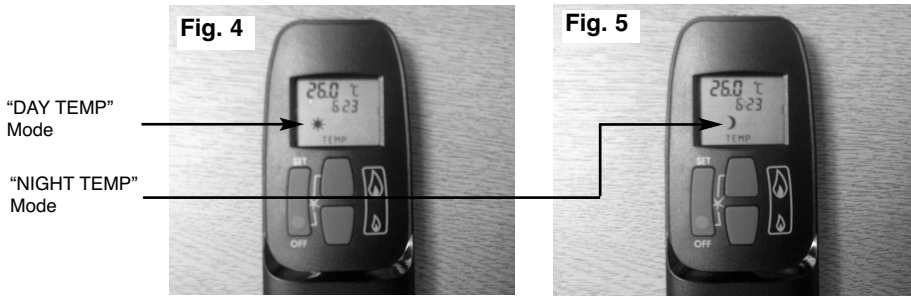 Fig. 4
Fig. 5
“DAY TEMP”
Mode
“NIGHT TEMP”
Mode
26.0 ℃
6 23
TEMP
SET
OFF
26.0 ℃
6:23
TEMP
SET
OFF